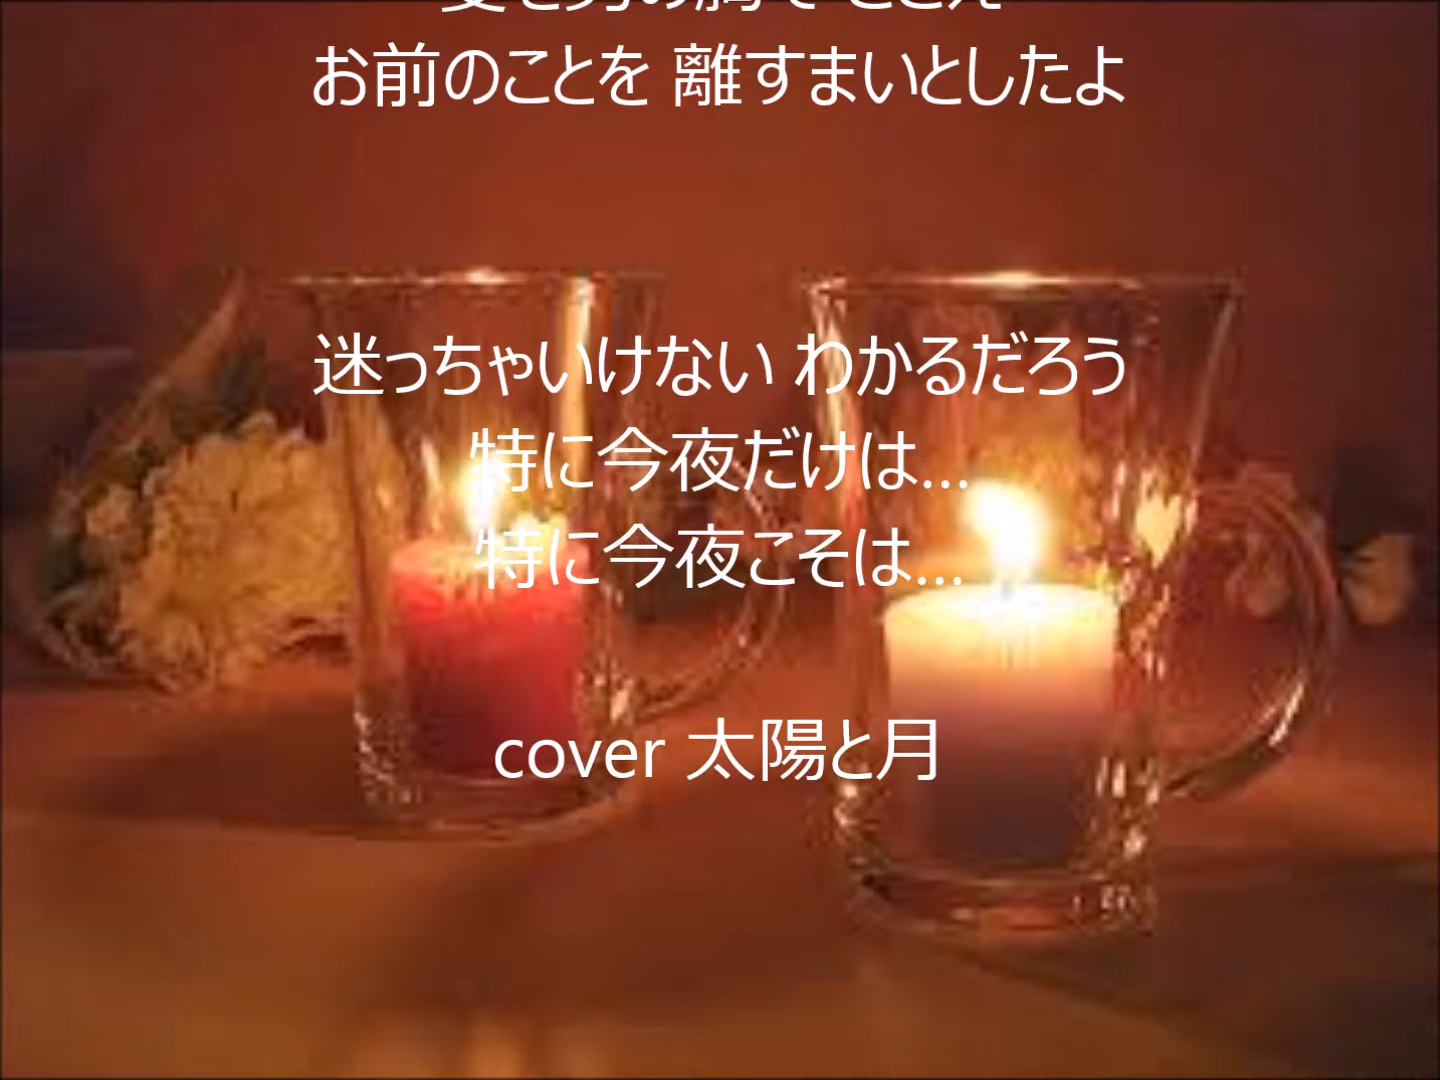 お前のことを 離すまいとしたよ
迷っちゃいけない わかるだろう
特に今夜だけは…
特に今夜こそは…
cover 太陽と月